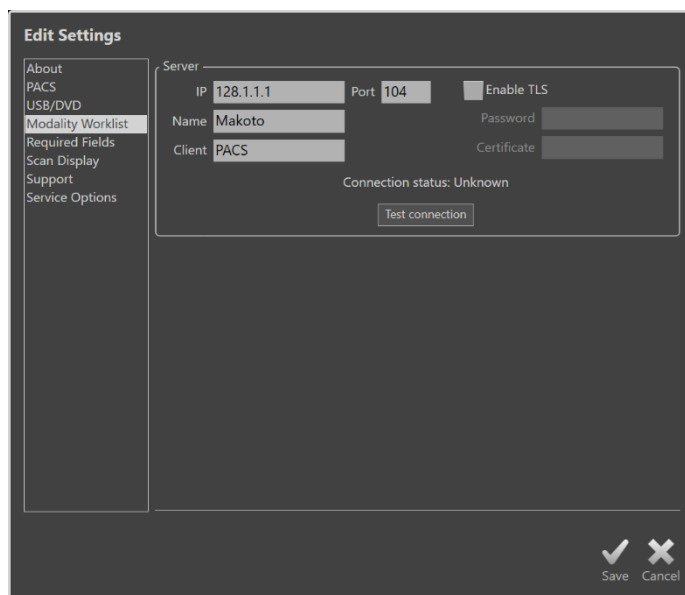 Edit Settings
About
PACS
USB/DVD
Modality Worklist
Required Fields
Scan Display
Support
Service Options
Server
IP 128.1.1.1 Port 104 Enable TLS
Name Makoto Password
Client PACS Certificate
Connection status: Unknown
Test connection
Save Cancel